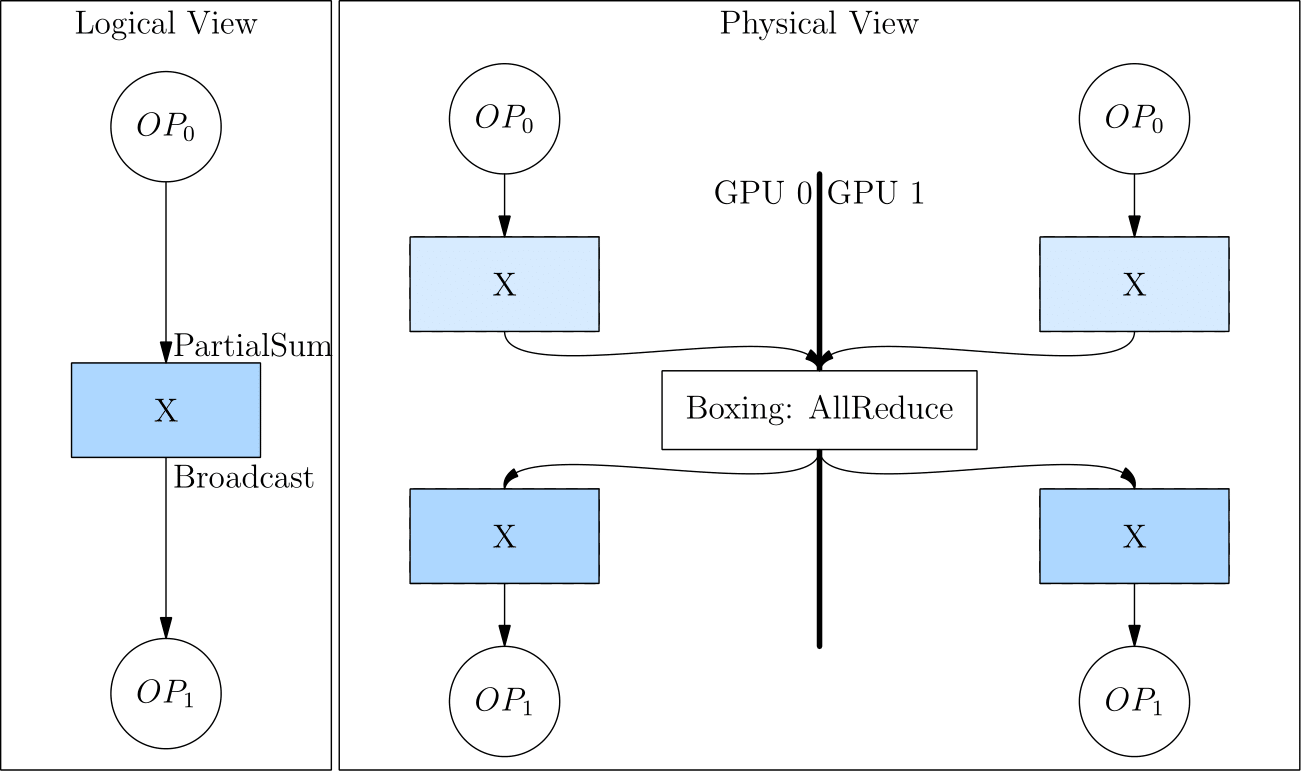 Logical View
OP₀
PartialSum
X
Broadcast
OP₁
Physical View
OP₀ OP₀
GPU 0 GPU 1
X X
Boxing: AllReduce
X X
OP₁ OP₁